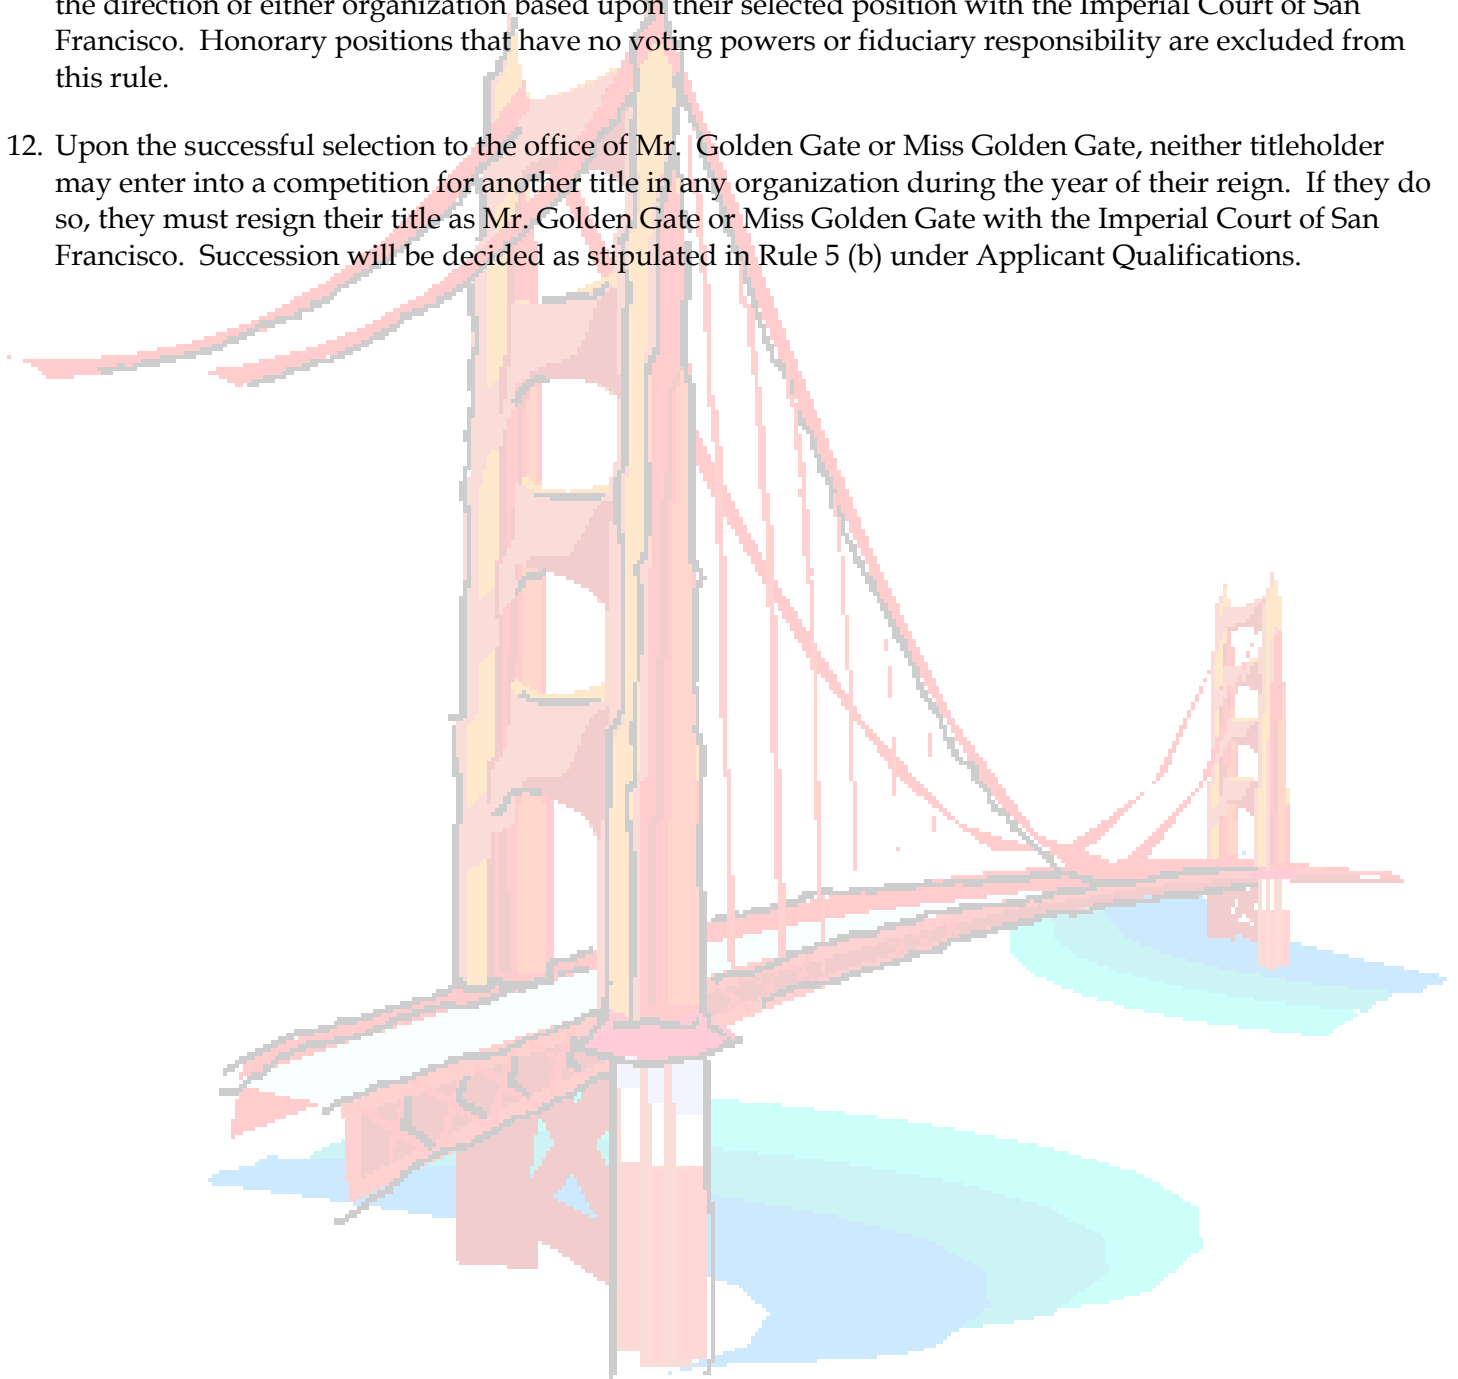 the direction of either organization based upon their selected position with the Imperial Court of San
Francisco. Honorary positions that have no voting powers or fiduciary responsibility are excluded from
this rule.
12. Upon the successful selection to the office of Mr. Golden Gate or Miss Golden Gate, neither titleholder
may enter into a competition for another title in any organization during the year of their reign. If they do
so, they must resign their title as Mr. Golden Gate or Miss Golden Gate with the Imperial Court of San
Francisco. Succession will be decided as stipulated in Rule 5 (b) under Applicant Qualifications.